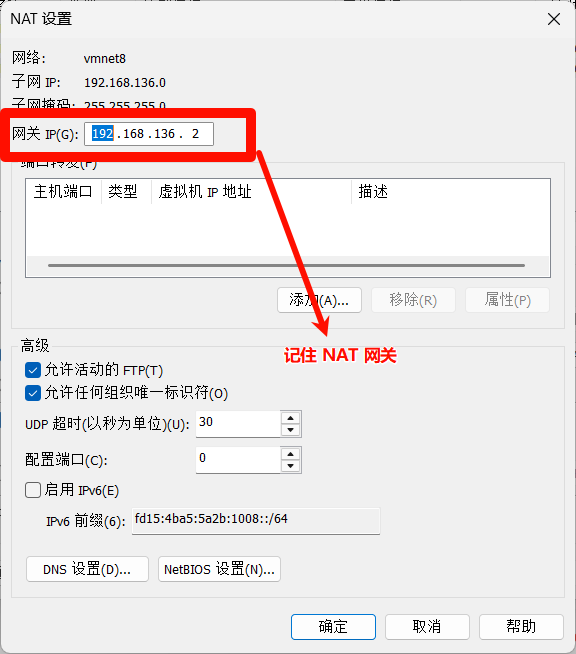 NAT 设置
网络: vmnet8
子网 IP: 192.168.136.0
子网掩码: 255.255.255.0
网关 IP(G): 192.168.136.2
端口转发(F)
主机端口 类型 虚拟机 IP 地址 描述
添加(A)... 移除(R) 属性(P)
高级
记住 NAT 网关
允许活动的 FTP(T)
允许任何组织唯一标识符(O)
UDP 超时(以秒为单位)(U): 30
配置端口(C): 0
启用 IPv6(E)
IPv6 前缀(6): fd15:4ba5:5a2b:1008::/64
DNS 设置(D)... NetBIOS 设置(N)...
确定 取消 帮助